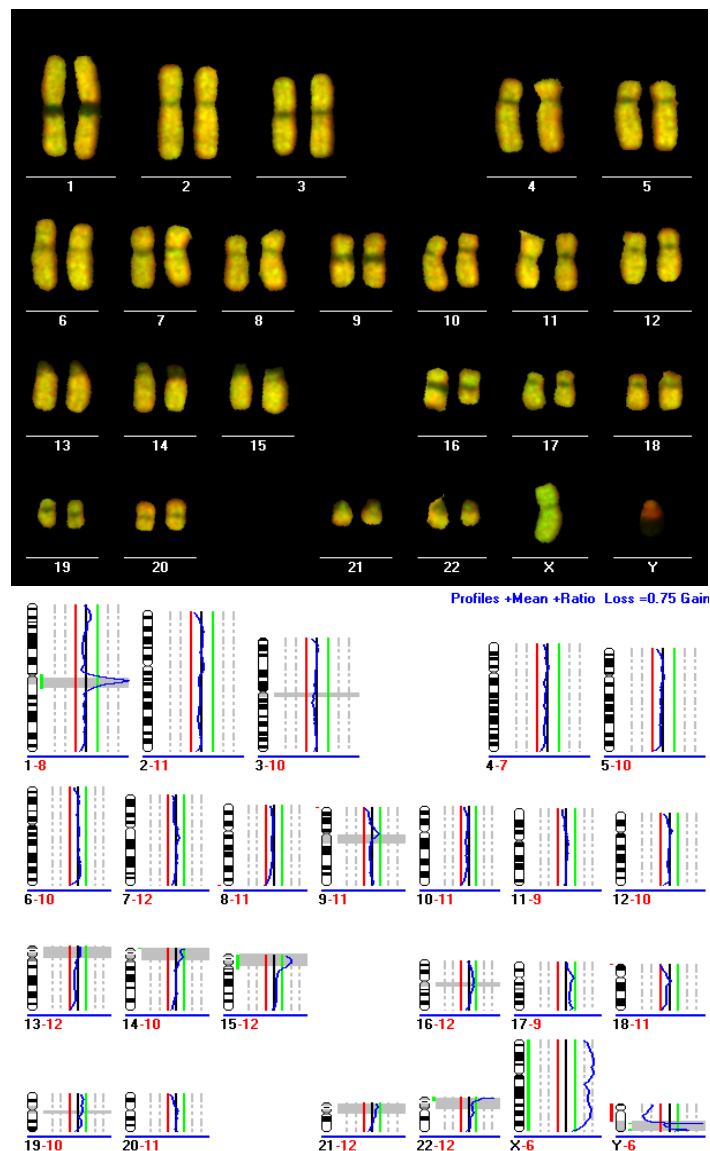 1 2 3 4 5
6 7 8 9 10 11 12
13 14 15 16 17 18
19 20 21 22 X Y
Profiles +Mean +Ratio Loss =0.75 Gain
1-8 2-11 3-10 4-7 5-10
6-10 7-12 8-11 9-11 10-11 11-9 12-10
13-12 14-10 15-12 16-12 17-9 18-11
19-10 20-11 21-12 22-12 X-6 Y-6